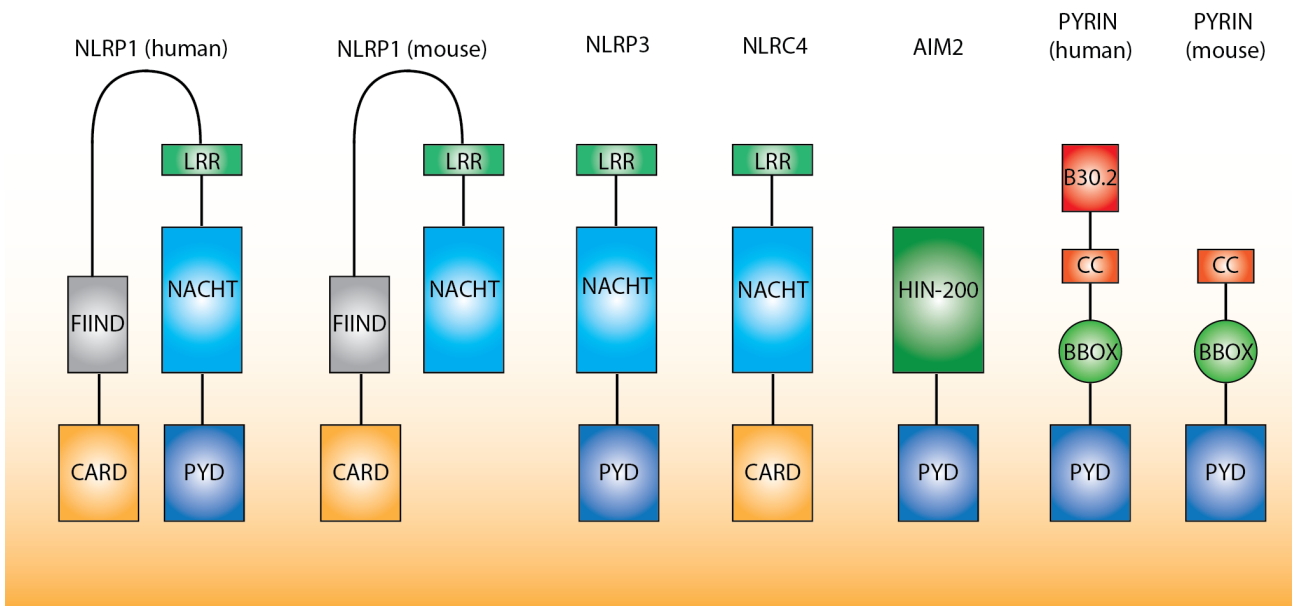 NLRP1 (human)
NLRP1 (mouse)
NLRP3
NLRC4
AIM2
PYRIN
(human)
PYRIN
(mouse)
LRR
LRR
LRR
LRR
B30.2
CC
CC
NACHT
NACHT
NACHT
NACHT
HIN-200
FIIND
FIIND
BBOX
BBOX
CARD
PYD
CARD
PYD
CARD
PYD
PYD
PYD